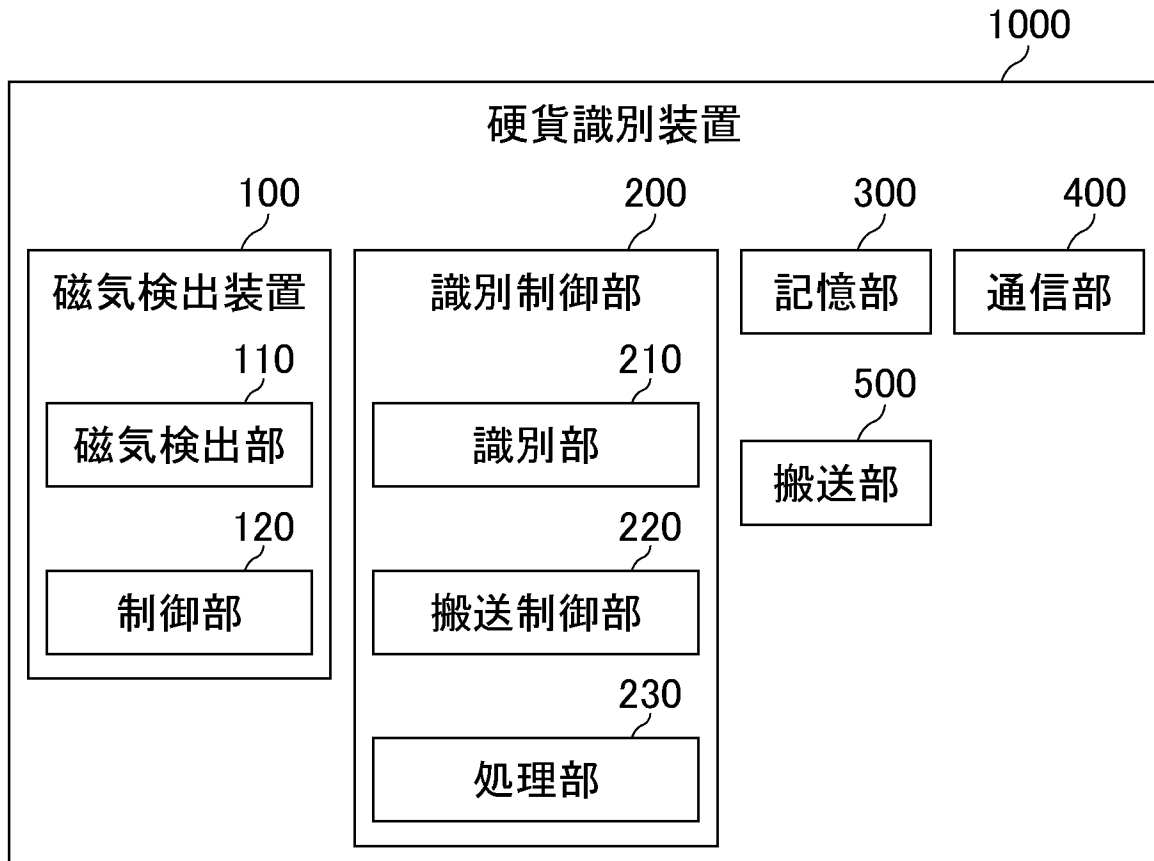 1000
硬貨識別装置
100
200
300
400
磁気検出装置
識別制御部
記憶部
通信部
110
210
500
磁気検出部
識別部
搬送部
120
220
制御部
搬送制御部
230
処理部